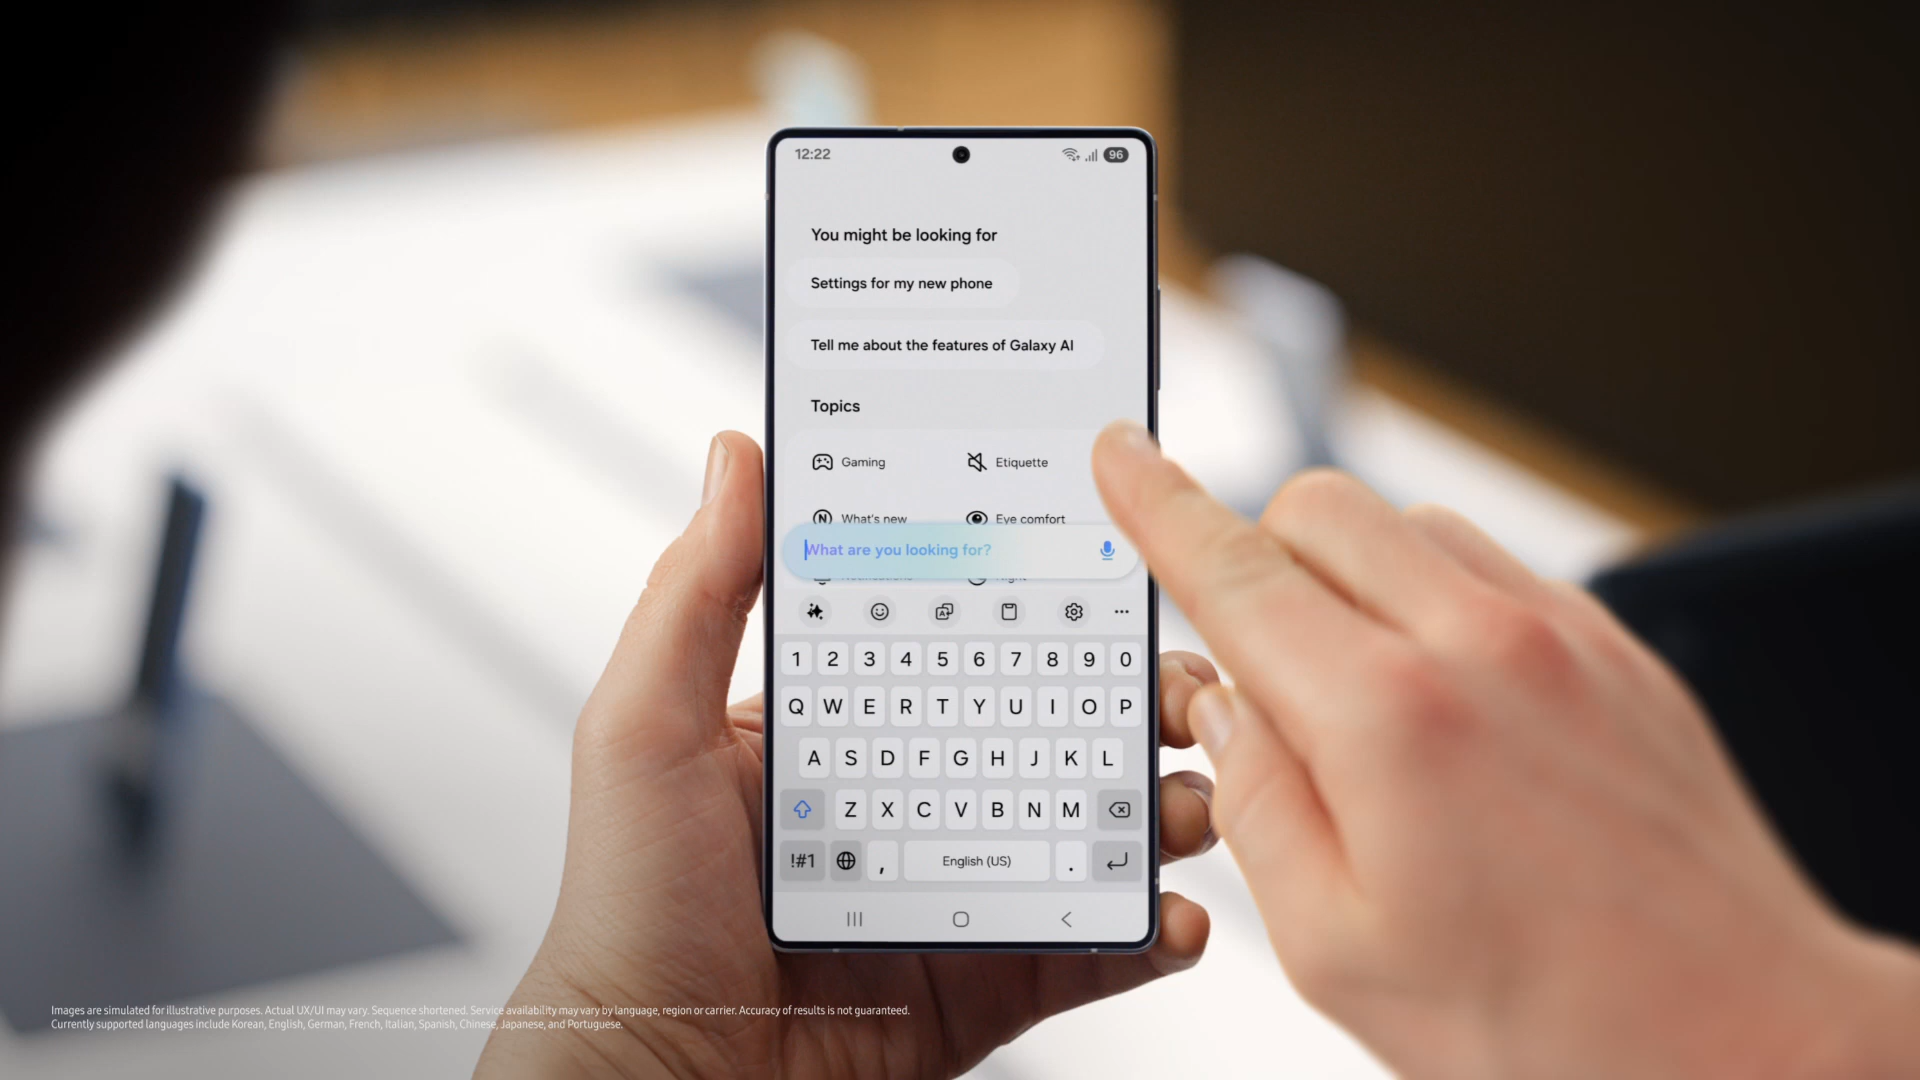 12:22
96
You might be looking for
Settings for my new phone
Tell me about the features of Galaxy AI
Topics
Gaming
Etiquette
What's new
Eye comfort
What are you looking for?
1 2 3 4 5 6 7 8 9 0
Q W E R T Y U I O P
A S D F G H J K L
Z X C V B N M
!#1 , English (US) .
Images are simulated for illustrative purposes. Actual UX/UI may vary. Sequence shortened. Service availability may vary by language, region or carrier. Accuracy of results is not guaranteed.
Currently supported languages include Korean, English, German, French, Italian, Spanish, Chinese, Japanese, and Portuguese.